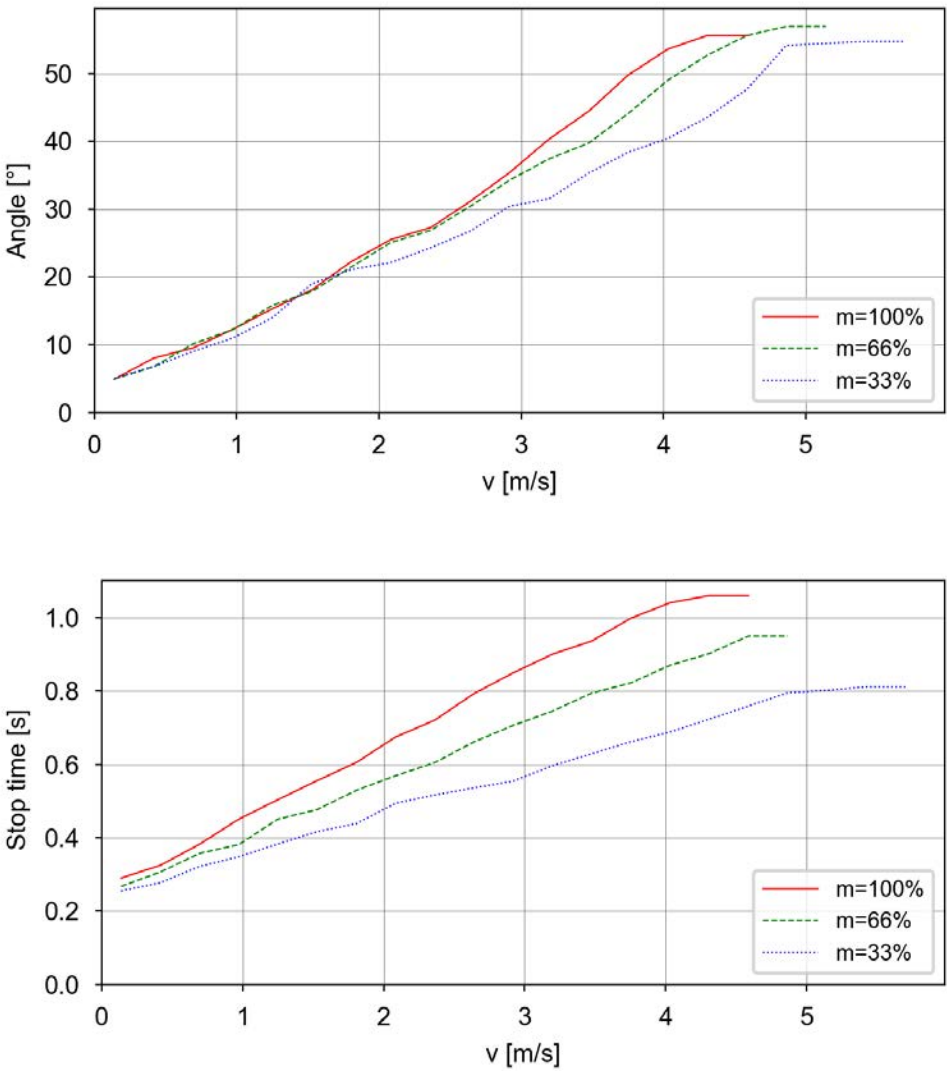 50
40
30
20
10
0
Angle [°]
m=100%
m=66%
m=33%
0 1 2 3 4 5
v [m/s]
1.0
0.8
0.6
0.4
0.2
0.0
Stop time [s]
m=100%
m=66%
m=33%
0 1 2 3 4 5
v [m/s]